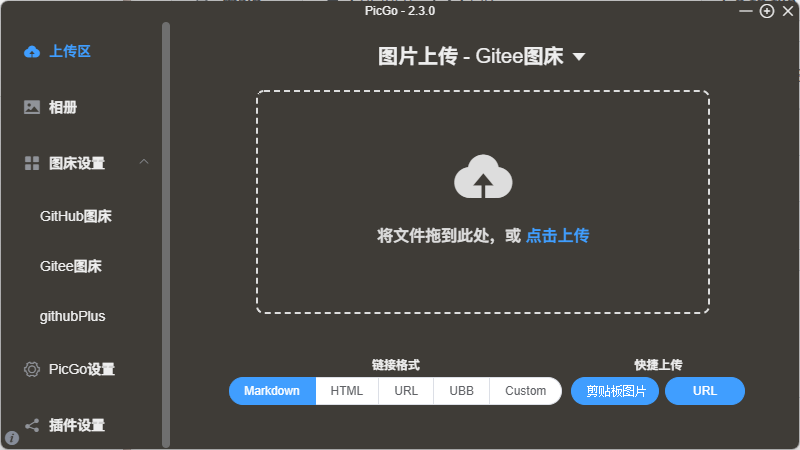 PicGo - 2.3.0
上传区
相册
图床设置
GitHub图床
Gitee图床
githubPlus
PicGo设置
插件设置
图片上传 - Gitee图床
将文件拖到此处，或 点击上传
链接格式
Markdown HTML URL UBB Custom
快捷上传
剪贴板图片 URL